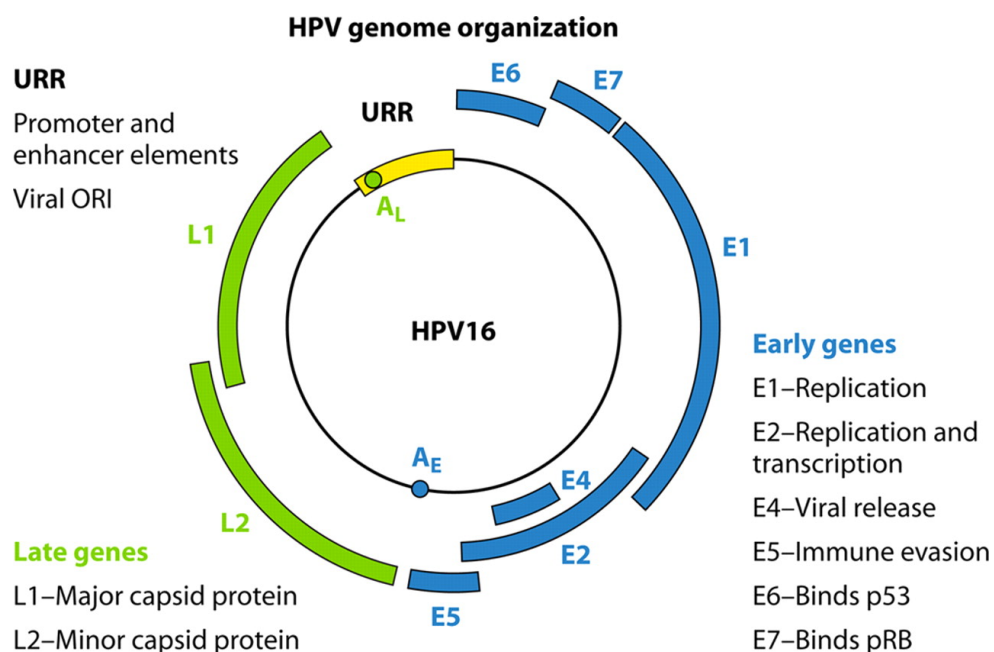 HPV genome organization
URR
Promoter and
enhancer elements
Viral ORI
URR
E6
E7
A_L
L1
E1
HPV16
A_E
E4
L2
E2
E5
Late genes
L1–Major capsid protein
L2–Minor capsid protein
Early genes
E1–Replication
E2–Replication and
transcription
E4–Viral release
E5–Immune evasion
E6–Binds p53
E7–Binds pRB